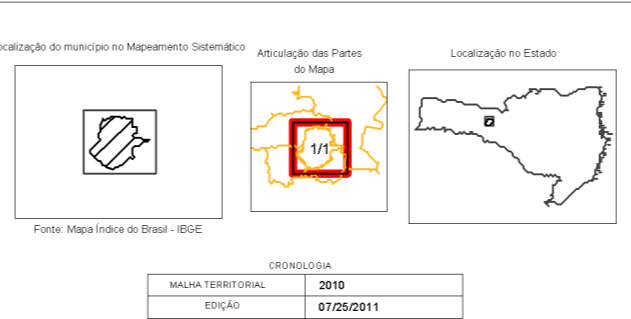 ocalização do município no Mapeamento Sistemático
Articulação das Partes
do Mapa
Localização no Estado
1/1
Fonte: Mapa Índice do Brasil - IBGE
CRONOLOGIA
MALHA TERRITORIAL 2010
EDIÇÃO 07/25/2011